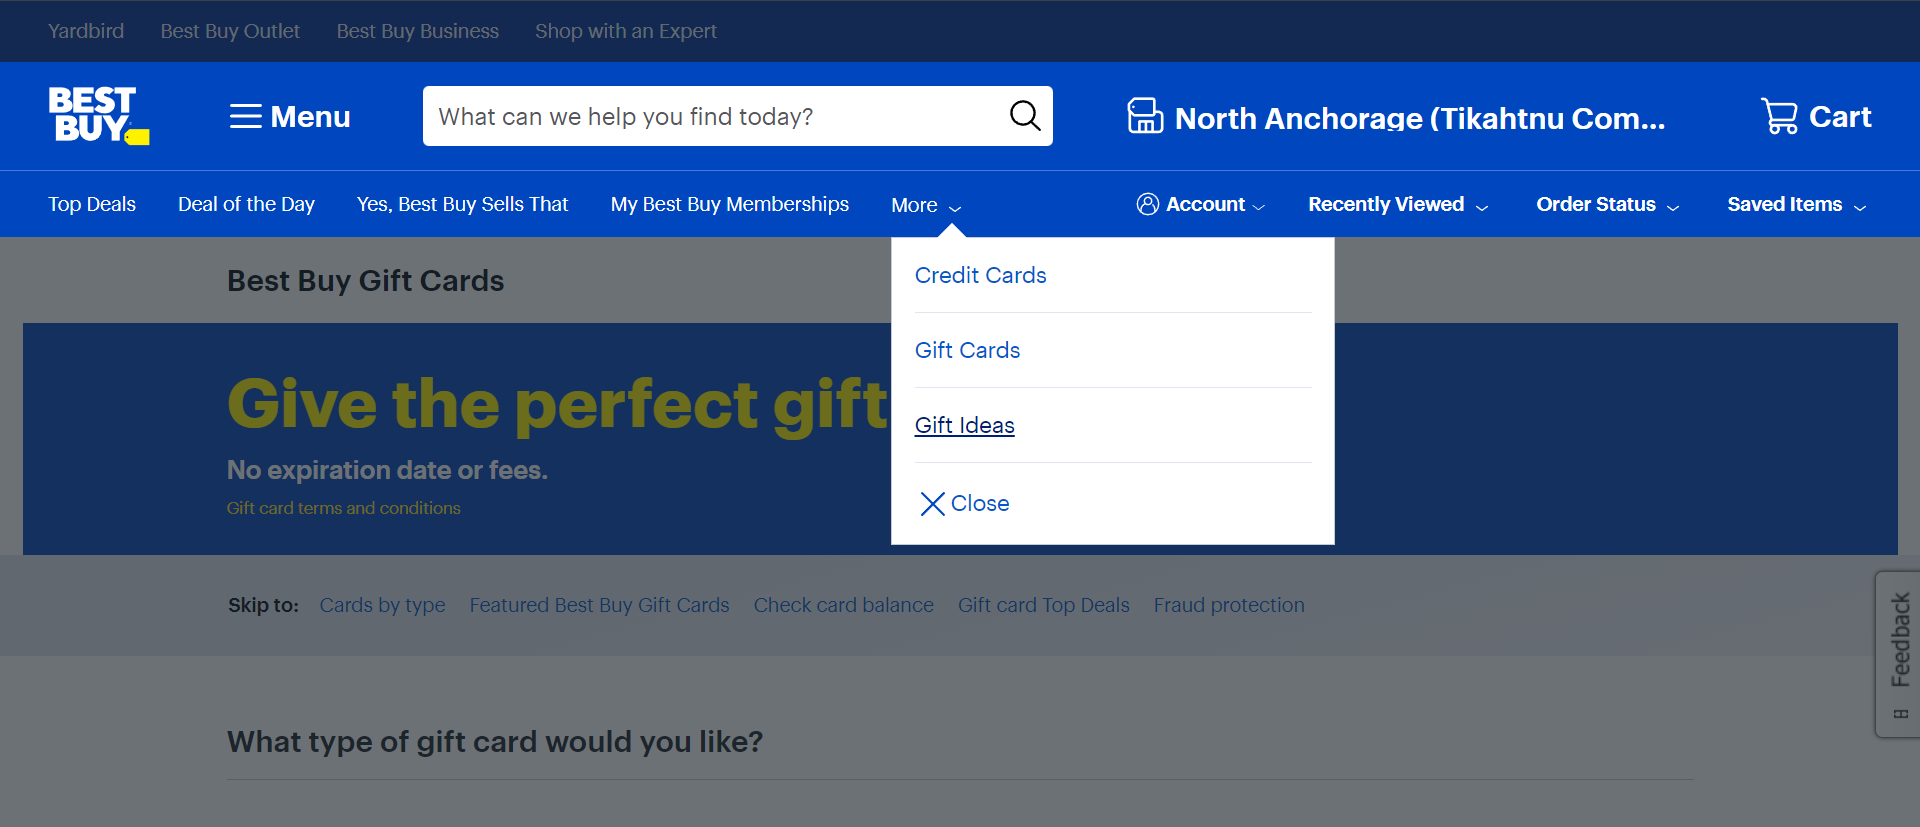 Yardbird Best Buy Outlet Best Buy Business Shop with an Expert
BEST
BUY
Menu
What can we help you find today?
North Anchorage (Tikahtnu Com...
Cart
Top Deals Deal of the Day Yes, Best Buy Sells That My Best Buy Memberships More Account Recently Viewed Order Status Saved Items
Credit Cards
Gift Cards
Gift Ideas
Close
Best Buy Gift Cards
Give the perfect gift
No expiration date or fees.
Gift card terms and conditions
Skip to: Cards by type Featured Best Buy Gift Cards Check card balance Gift card Top Deals Fraud protection
Feedback
What type of gift card would you like?